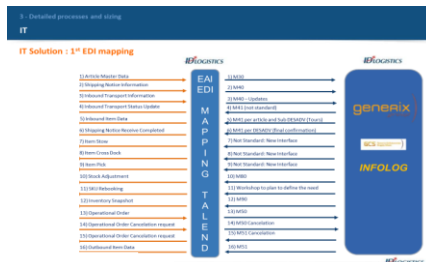 3 - Detailed processes and sizing
IT
IT Solution : 1st EDI mapping
ID LOGISTICS
ID LOGISTICS
1) Article Master Data
2) Shipping Notice Information
3) Inbound Transport Information
4) Inbound Transport Status Update
5) Inbound Item Data
6) Shipping Notice Receive Completed
7) Item Stow
8) Item Cross Dock
9) Item Pick
10) Stock Adjustment
11) SKU Rebooking
12) Inventory Snapshot
13) Operational Order
14) Operational Order Cancelation request
15) Operational Order Cancelation request
16) Outbound Item Data
EAI
EDI
M
A
P
P
I
N
G
T
A
L
E
N
D
1) M30
2) M40
3) M40 - Updates
4) M41 (not standard)
5) M41 per article and Sub DESADV (Tours)
6) M41 per DESADV (final confirmation)
7) Not Standard: New Interface
8) Not Standard: New Interface
9) Not Standard: New Interface
10) M80
11) Workshop to plan to define the need
12) M90
13) M50
14) M50 Cancelation
15) M51 Cancelation
16) M51
generix
GCS
INFOLOG